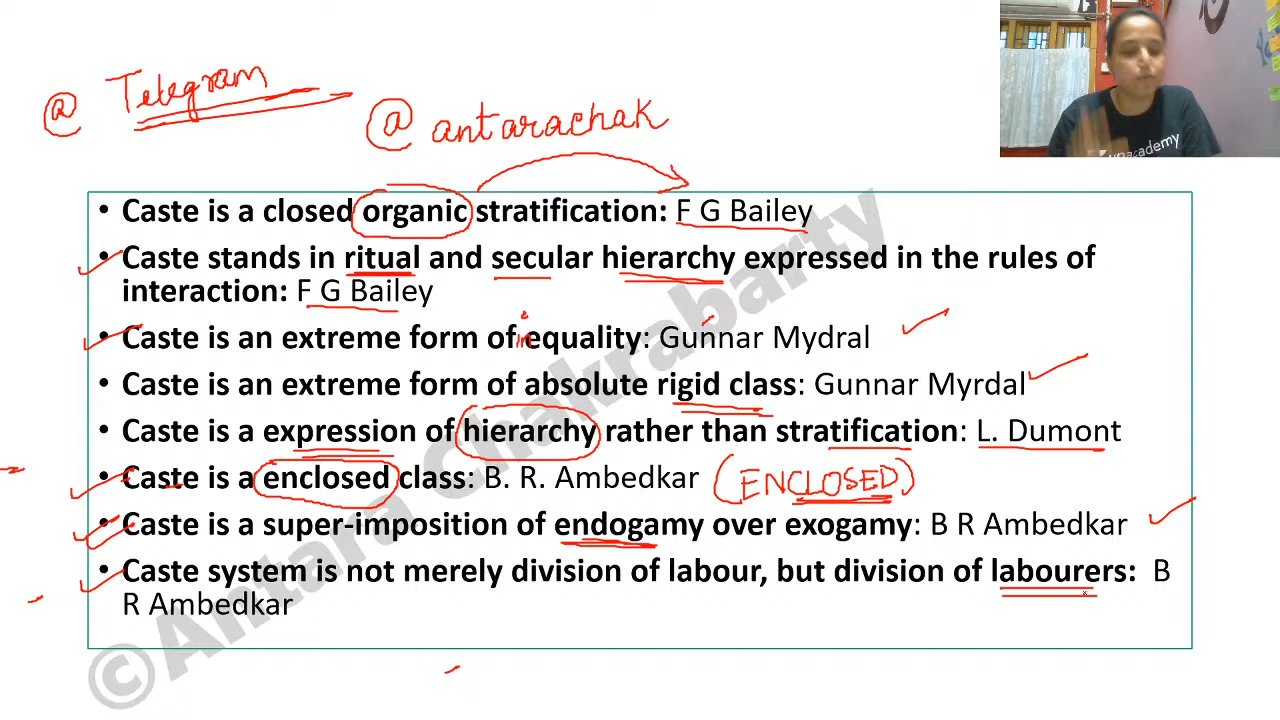 @ Telegram
@ antarachak
• Caste is a closed organic stratification: F G Bailey
• Caste stands in ritual and secular hierarchy expressed in the rules of
interaction: F G Bailey
• Caste is an extreme form of in equality: Gunnar Mydral
• Caste is an extreme form of absolute rigid class: Gunnar Myrdal
• Caste is a expression of hierarchy rather than stratification: L. Dumont
• Caste is a enclosed class: B. R. Ambedkar (ENCLOSED)
• Caste is a super-imposition of endogamy over exogamy: B R Ambedkar
• Caste system is not merely division of labour, but division of labourers: B
R Ambedkar
©Antara Chakrabarty